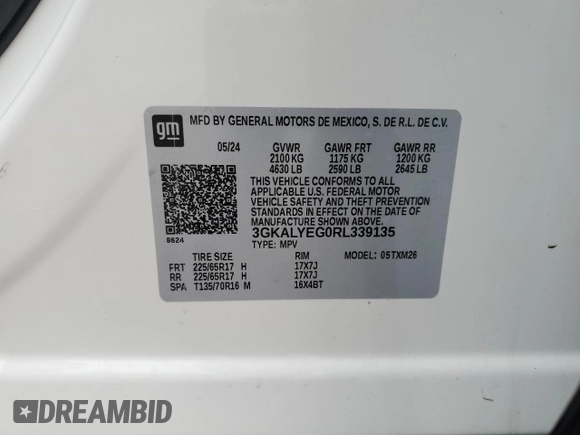 gm
MFD BY GENERAL MOTORS DE MEXICO, S. DE R.L. DE C.V.
05/24 GVWR GAWR FRT GAWR RR
2100 KG 1175 KG 1200 KG
4630 LB 2590 LB 2645 LB
THIS VEHICLE CONFORMS TO ALL
APPLICABLE U.S. FEDERAL MOTOR
VEHICLE SAFETY AND THEFT PREVENTION
STANDARDS IN EFFECT ON THE DATE OF
MANUFACTURE SHOWN ABOVE.
8624 3GKALYEG0RL339135
TYPE: MPV
TIRE SIZE RIM MODEL: 05TXM26
FRT 225/65R17 H 17X7J
RR 225/65R17 H 17X7J
SPA T135/70R16 M 16X4BT
DREAMBID